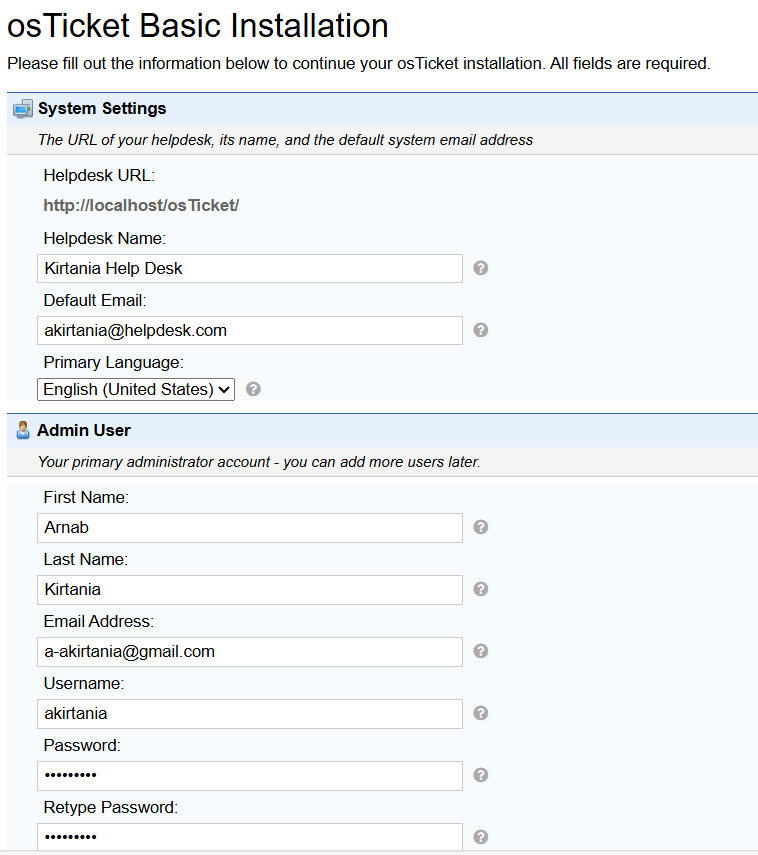 osTicket Basic Installation
Please fill out the information below to continue your osTicket installation. All fields are required.
System Settings
The URL of your helpdesk, its name, and the default system email address
Helpdesk URL:
http://localhost/osTicket/
Helpdesk Name:
Kirtania Help Desk
Default Email:
akirtania@helpdesk.com
Primary Language:
English (United States)
Admin User
Your primary administrator account - you can add more users later.
First Name:
Arnab
Last Name:
Kirtania
Email Address:
a-akirtania@gmail.com
Username:
akirtania
Password:
•••••••••
Retype Password:
•••••••••